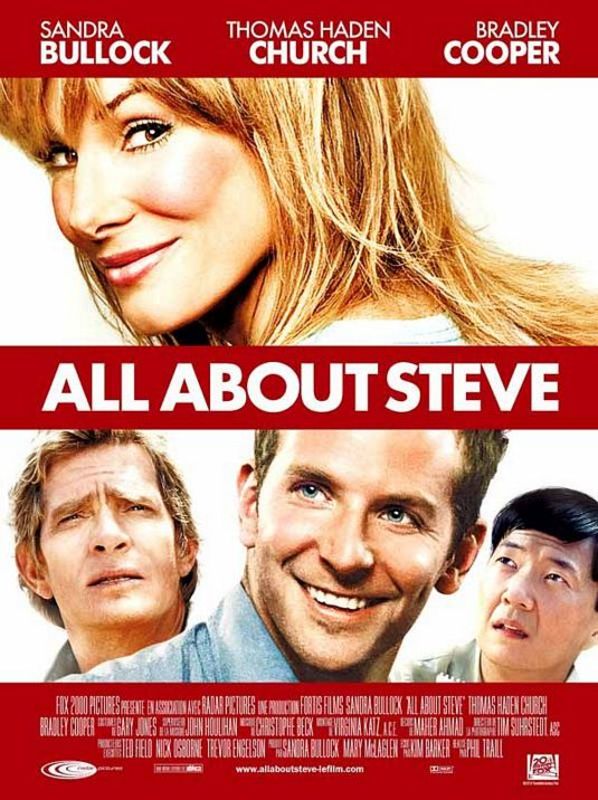 SANDRA BULLOCK
THOMAS HADEN CHURCH
BRADLEY COOPER
ALL ABOUT STEVE
FOX 2000 PICTURES PRESENTE EN ASSOCIATION AVEC RADAR PICTURES UNE PRODUCTION FORTIS FILMS SANDRA BULLOCK "ALL ABOUT STEVE" THOMAS HADEN CHURCH
BRADLEY COOPER GARY JONES JOHN HOULIHAN CHRISTOPHE BECK VIRGINIA KATZ, A.C.E. MAHER AHMAD TIM SUHRSTEDT, ASC
TED FIELD NICK OSBORNE TREVOR ENGELSON SANDRA BULLOCK MARY McLAGLEN KIM BARKER PHIL TRAILL
www.allaboutsteve-lefilm.com